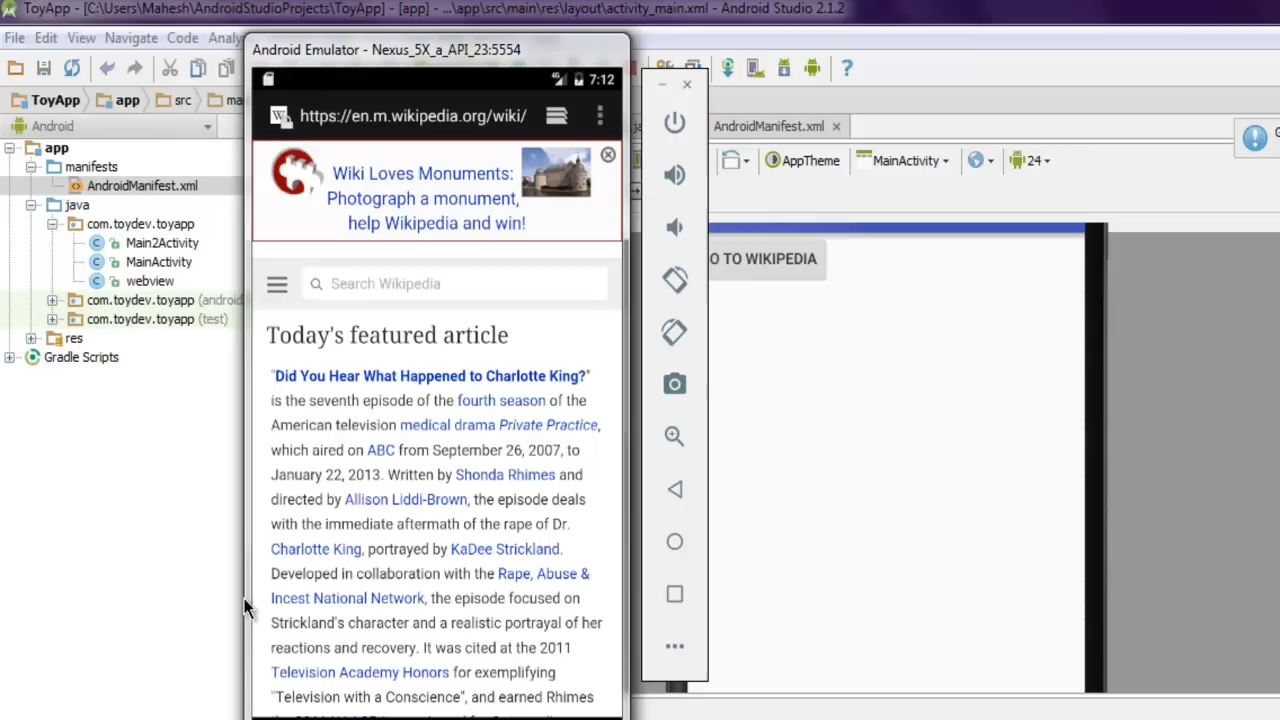 ToyApp - [C:\Users\Mahesh\AndroidStudioProjects\ToyApp] - [app] - ...\app\src\main\res\layout\activity_main.xml - Android Studio 2.1.2
File Edit View Navigate Code Analy
Android Emulator - Nexus_5X_a_API_23:5554
ToyApp app src
Android
AndroidManifest.xml
AppTheme MainActivity 24
app
manifests
AndroidManifest.xml
java
com.toydev.toyapp
Main2Activity
MainActivity
webview
com.toydev.toyapp (android
com.toydev.toyapp (test)
res
Gradle Scripts
7:12
https://en.m.wikipedia.org/wiki/
Wiki Loves Monuments:
Photograph a monument,
help Wikipedia and win!
Search Wikipedia
Today's featured article
"Did You Hear What Happened to Charlotte King?"
is the seventh episode of the fourth season of the
American television medical drama Private Practice,
which aired on ABC from September 26, 2007, to
January 22, 2013. Written by Shonda Rhimes and
directed by Allison Liddi-Brown, the episode deals
with the immediate aftermath of the rape of Dr.
Charlotte King, portrayed by KaDee Strickland.
Developed in collaboration with the Rape, Abuse &
Incest National Network, the episode focused on
Strickland's character and a realistic portrayal of her
reactions and recovery. It was cited at the 2011
Television Academy Honors for exemplifying
"Television with a Conscience", and earned Rhimes
O TO WIKIPEDIA